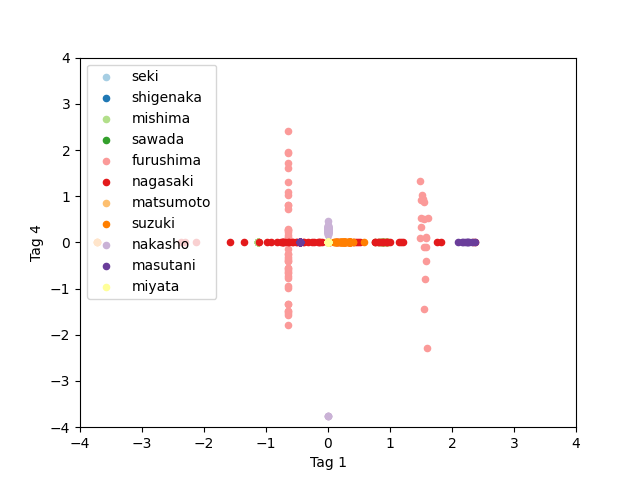 4
3
2
1
0
−1
−2
−3
−4
Tag 4
seki
shigenaka
mishima
sawada
furushima
nagasaki
matsumoto
suzuki
nakasho
masutani
miyata
−4 −3 −2 −1 0 1 2 3 4
Tag 1